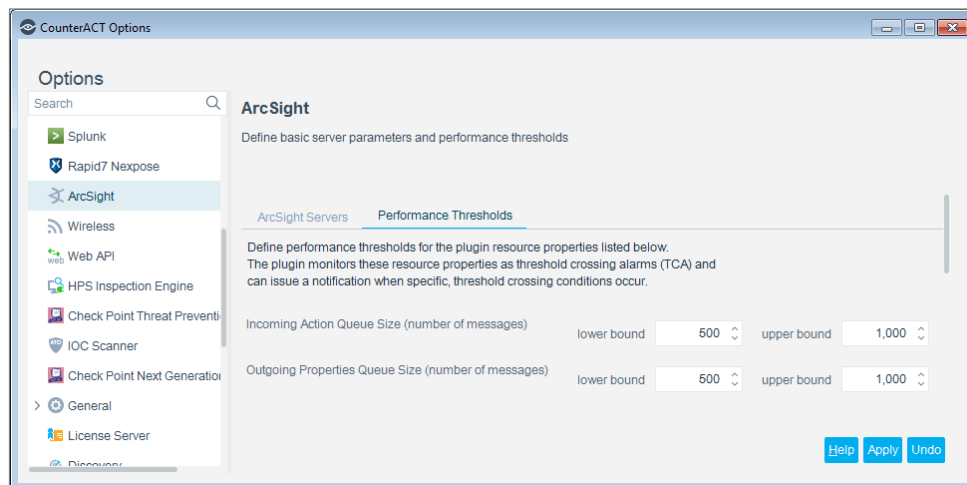 CounterACT Options
Options
Search
Splunk
Rapid7 Nexpose
ArcSight
Wireless
web
Web API
HPS Inspection Engine
Check Point Threat Preventi
ATD
IOC Scanner
Check Point Next Generation
General
License Server
Discovery
ArcSight
Define basic server parameters and performance thresholds
ArcSight Servers Performance Thresholds
Define performance thresholds for the plugin resource properties listed below.
The plugin monitors these resource properties as threshold crossing alarms (TCA) and
can issue a notification when specific, threshold crossing conditions occur.
Incoming Action Queue Size (number of messages) lower bound 500 upper bound 1,000
Outgoing Properties Queue Size (number of messages) lower bound 500 upper bound 1,000
Help Apply Undo